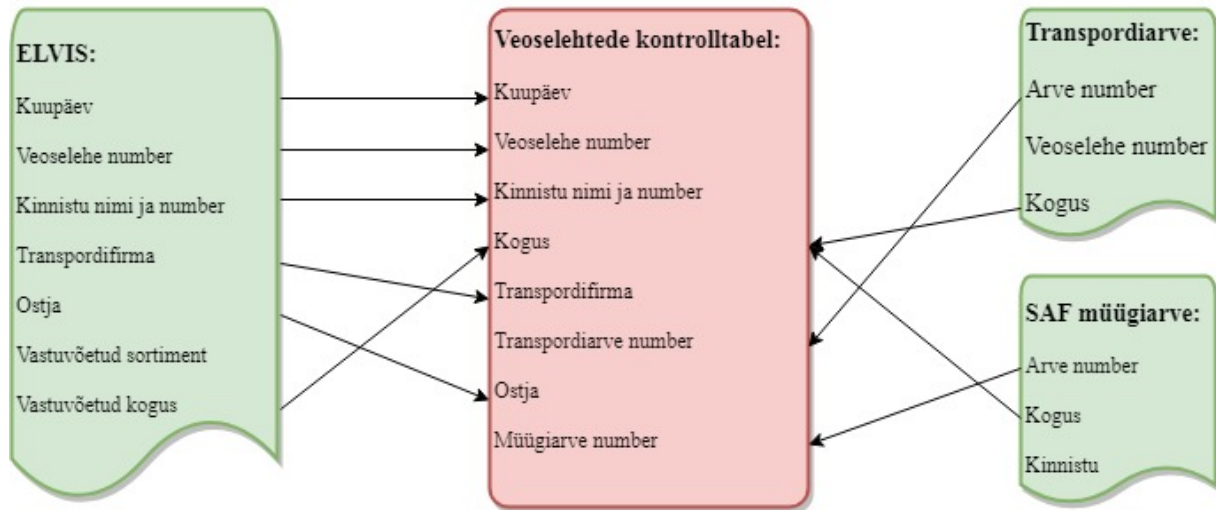 ELVIS:
Kuupäev
Veoselehe number
Kinnistu nimi ja number
Transpordifirma
Ostja
Vastuvõetud sortiment
Vastuvõetud kogus
Veoselehtede kontrolltabel:
Kuupäev
Veoselehe number
Kinnistu nimi ja number
Kogus
Transpordifirma
Transpordiarve number
Ostja
Müügiarve number
Transpordiarve:
Arve number
Veoselehe number
Kogus
SAF müügiarve:
Arve number
Kogus
Kinnistu